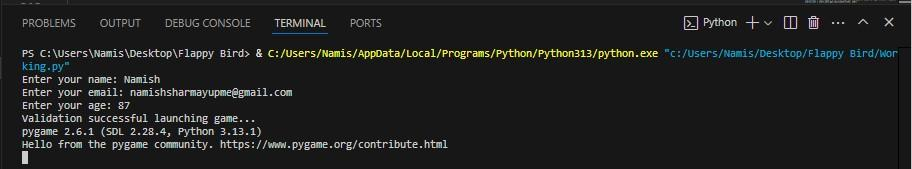 PROBLEMS OUTPUT DEBUG CONSOLE TERMINAL PORTS Python
PS C:\Users\Namis\Desktop\Flappy Bird> & C:/Users/Namis/AppData/Local/Programs/Python/Python313/python.exe "c:/Users/Namis/Desktop/Flappy Bird/Wor
king.py"
Enter your name: Namish
Enter your email: namishsharmayupme@gmail.com
Enter your age: 87
Validation successful launching game...
pygame 2.6.1 (SDL 2.28.4, Python 3.13.1)
Hello from the pygame community. https://www.pygame.org/contribute.html